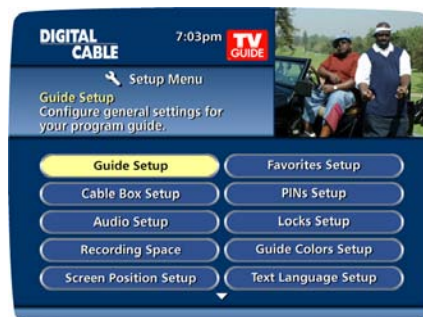 DIGITAL CABLE
7:03pm
TV GUIDE
Setup Menu
Guide Setup
Configure general settings for
your program guide.
Guide Setup
Favorites Setup
Cable Box Setup
PINs Setup
Audio Setup
Locks Setup
Recording Space
Guide Colors Setup
Screen Position Setup
Text Language Setup